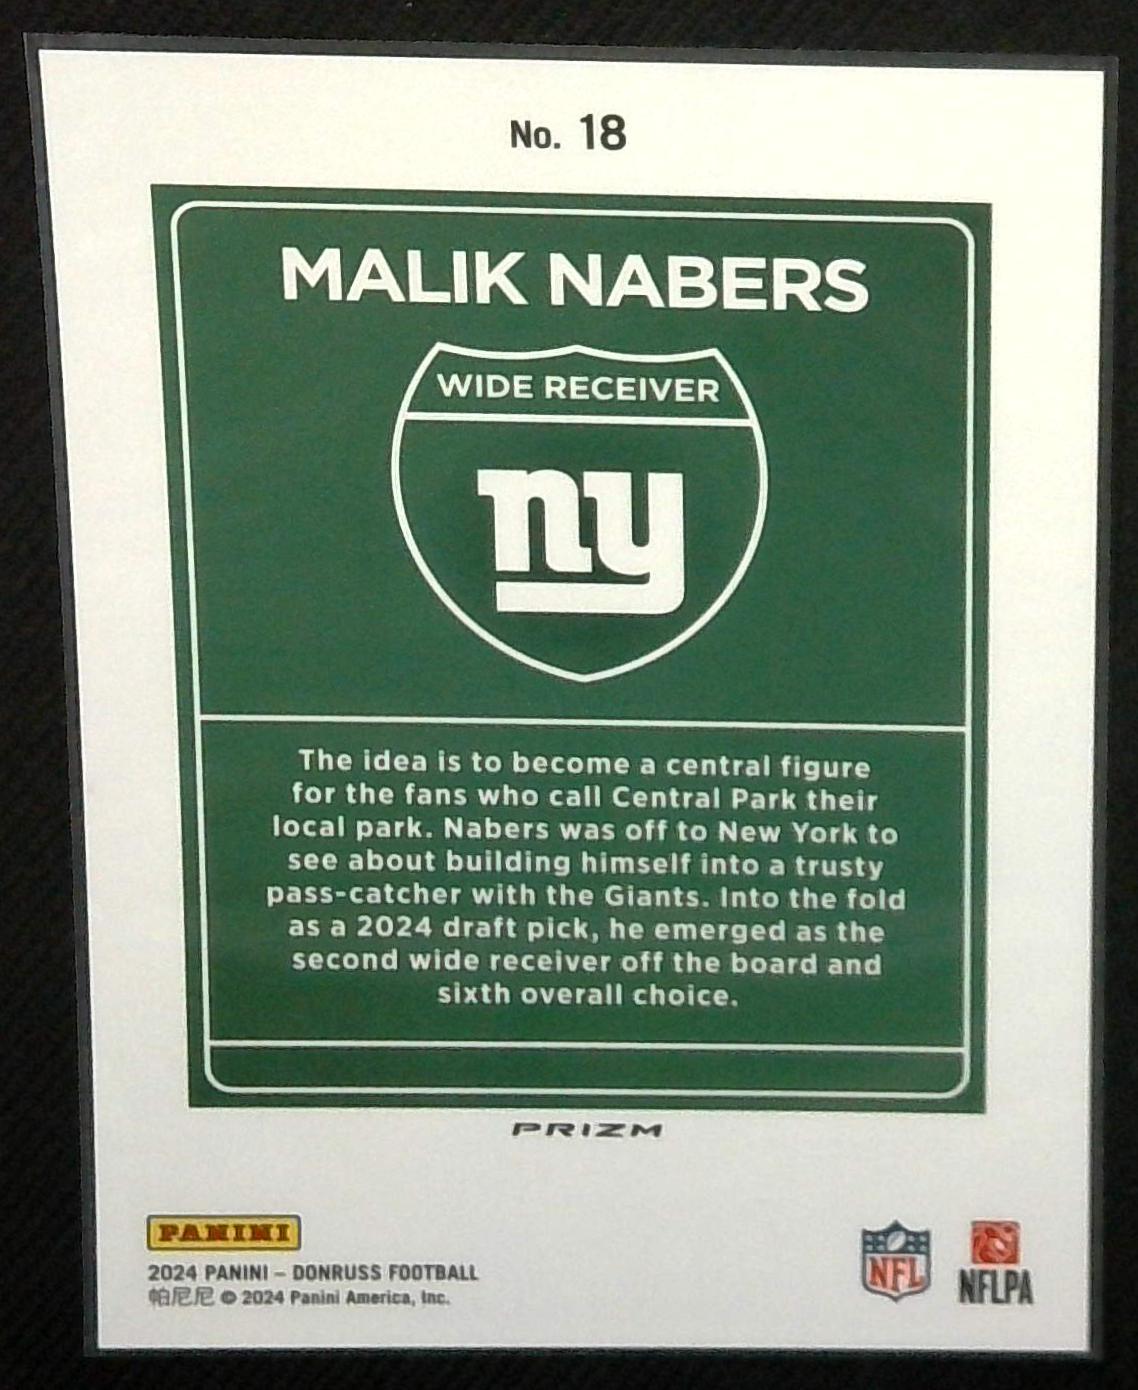 No. 18
MALIK NABERS
WIDE RECEIVER
ny
The idea is to become a central figure
for the fans who call Central Park their
local park. Nabers was off to New York to
see about building himself into a trusty
pass-catcher with the Giants. Into the fold
as a 2024 draft pick, he emerged as the
second wide receiver off the board and
sixth overall choice.
PRIZM
PANINI
2024 PANINI – DONRUSS FOOTBALL
帕尼尼 © 2024 Panini America, Inc.
NFL
NFLPA